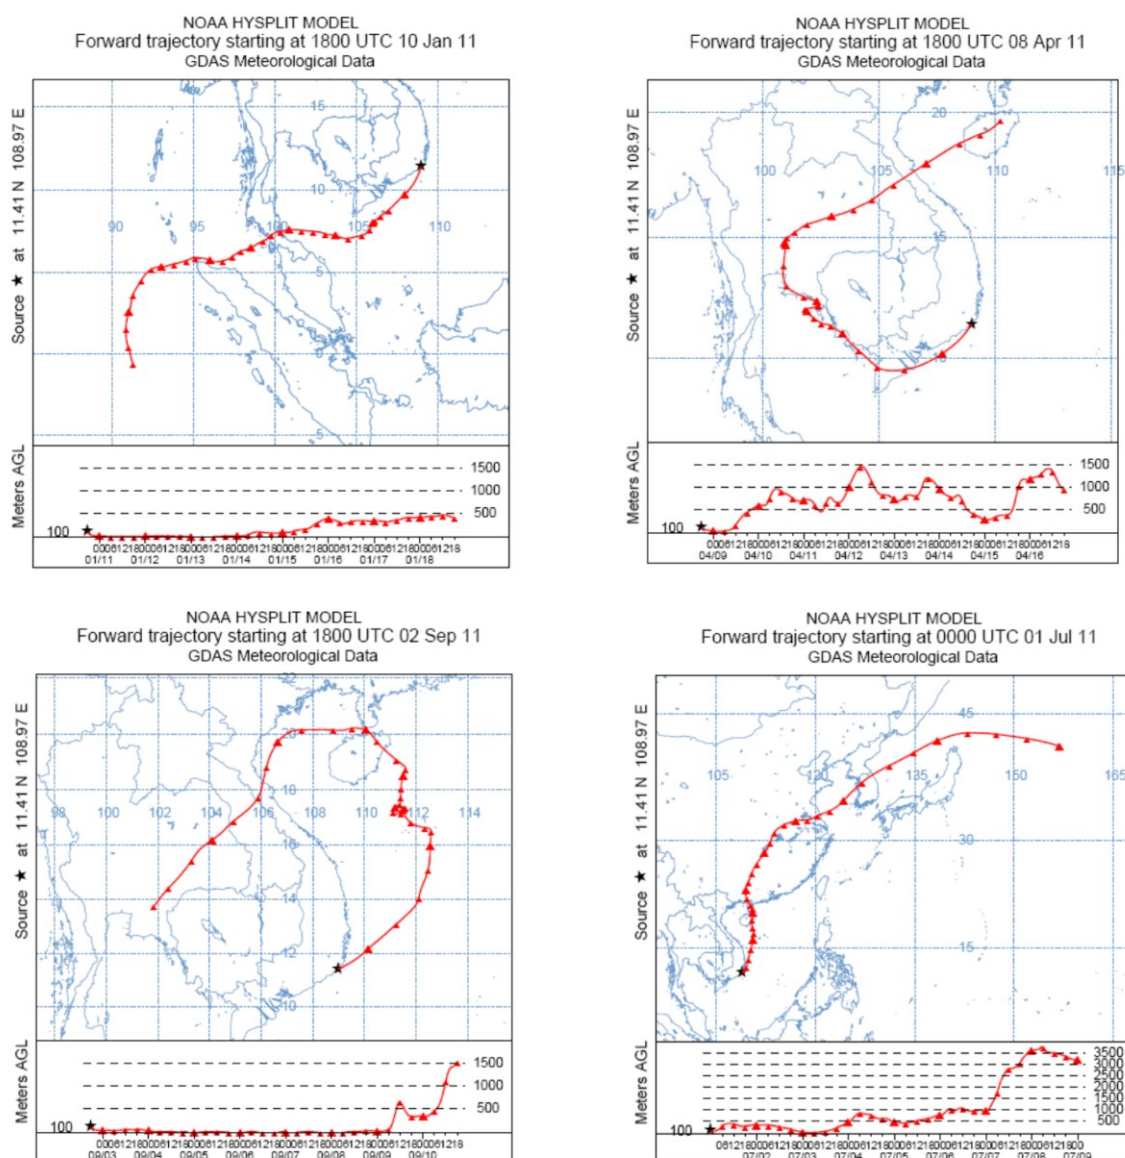 NOAA HYSPLIT MODEL
Forward trajectory starting at 1800 UTC 10 Jan 11
GDAS Meteorological Data
Source ★ at 11.41 N 108.97 E
15
10
90
95
100
105
110
5
0
5
Meters AGL
1500
1000
500
100
01/11 01/12 01/13 01/14 01/15 01/16 01/17 01/18
NOAA HYSPLIT MODEL
Forward trajectory starting at 1800 UTC 08 Apr 11
GDAS Meteorological Data
Source ★ at 11.41 N 108.97 E
20
100
105
110
115
15
10
Meters AGL
1500
1000
500
100
04/09 04/10 04/11 04/12 04/13 04/14 04/15 04/16
NOAA HYSPLIT MODEL
Forward trajectory starting at 1800 UTC 02 Sep 11
GDAS Meteorological Data
Source ★ at 11.41 N 108.97 E
22
20
18
98
100
102
104
106
108
110
112
114
16
14
12
10
Meters AGL
1500
1000
500
100
09/03 09/04 09/05 09/06 09/07 09/08 09/09 09/10
NOAA HYSPLIT MODEL
Forward trajectory starting at 0000 UTC 01 Jul 11
GDAS Meteorological Data
Source ★ at 11.41 N 108.97 E
45
105
120
135
150
165
30
15
Meters AGL
3500
3000
2500
2000
1500
1000
500
100
07/02 07/03 07/04 07/05 07/06 07/07 07/08 07/09